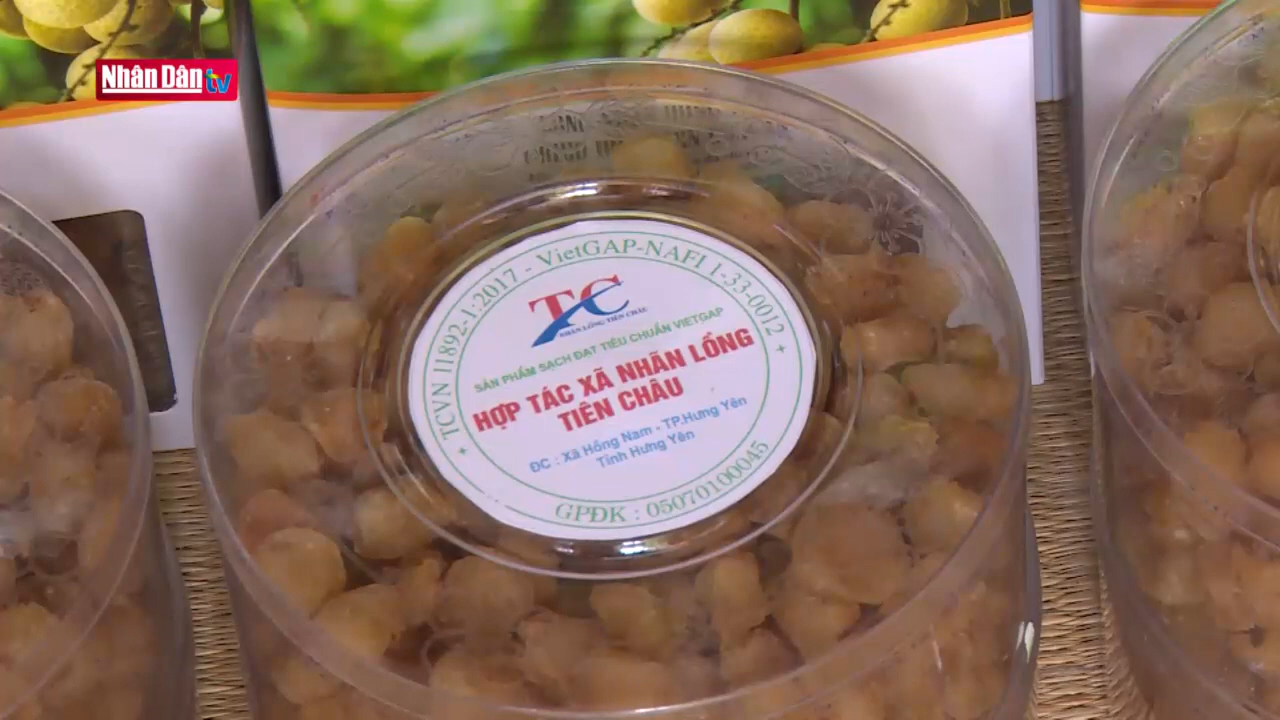 Nhân Dân tv
TCVN 11892-1:2017 - VietGAP-NAFI 1-33-0012
TC
NHÃN LỒNG TIÊN CHÂU
SẢN PHẨM SẠCH ĐẠT TIÊU CHUẨN VIETGAP
HỢP TÁC XÃ NHÃN LỒNG
TIÊN CHÂU
ĐC : Xã Hồng Nam - TP.Hưng Yên
Tỉnh Hưng Yên
GPĐK : 05070100045